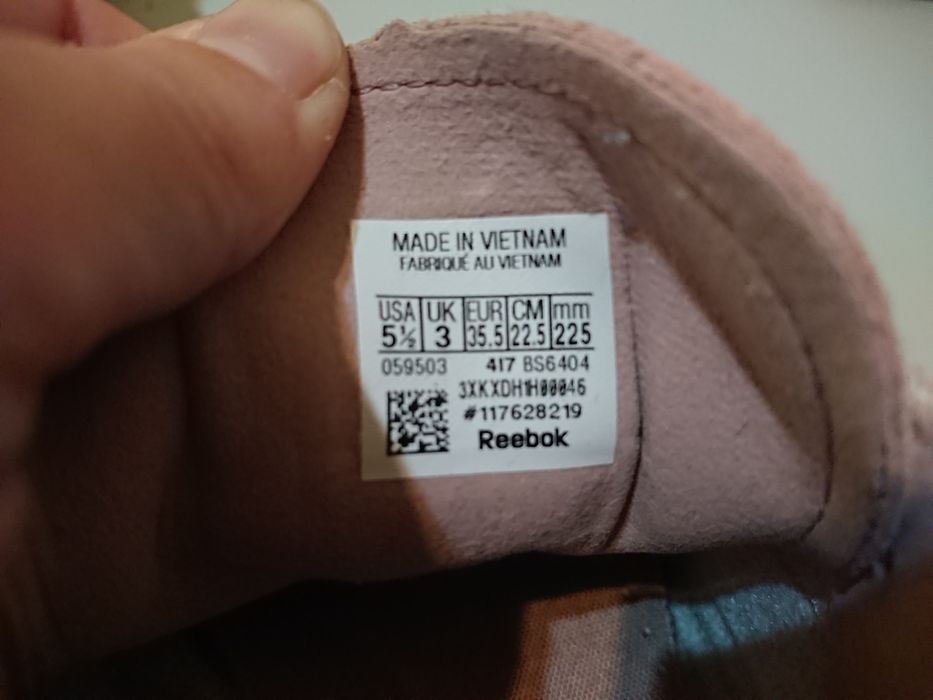 MADE IN VIETNAM
FABRIQUÉ AU VIETNAM
USA UK EUR CM mm
5½ 3 35.5 22.5 225
059503 417 BS6404
3XKXDH1H00046
#117628219
Reebok